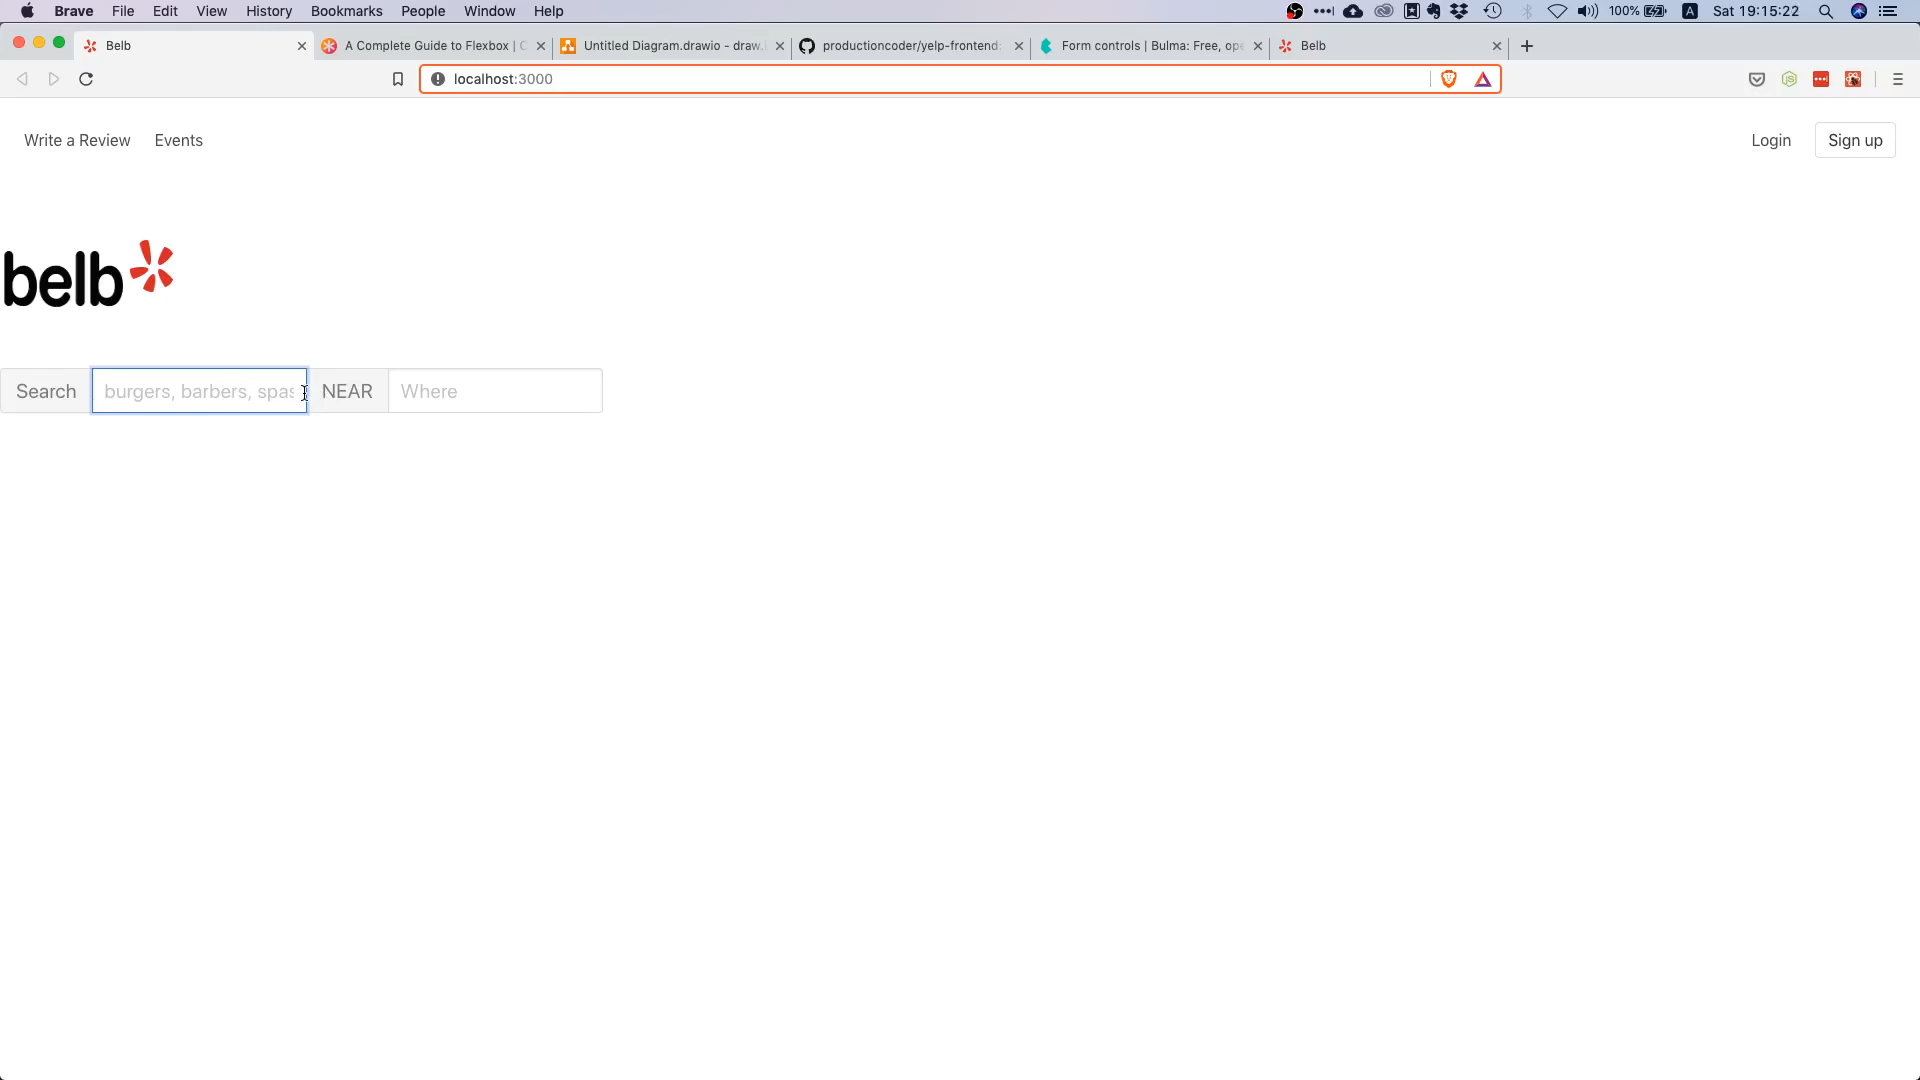 Brave File Edit View History Bookmarks People Window Help 100% A Sat 19:15:22
Belb A Complete Guide to Flexbox | C Untitled Diagram.drawio - draw. productioncoder/yelp-frontend: Form controls | Bulma: Free, ope Belb
localhost:3000
Write a Review Events Login Sign up
belb
Search burgers, barbers, spas NEAR Where